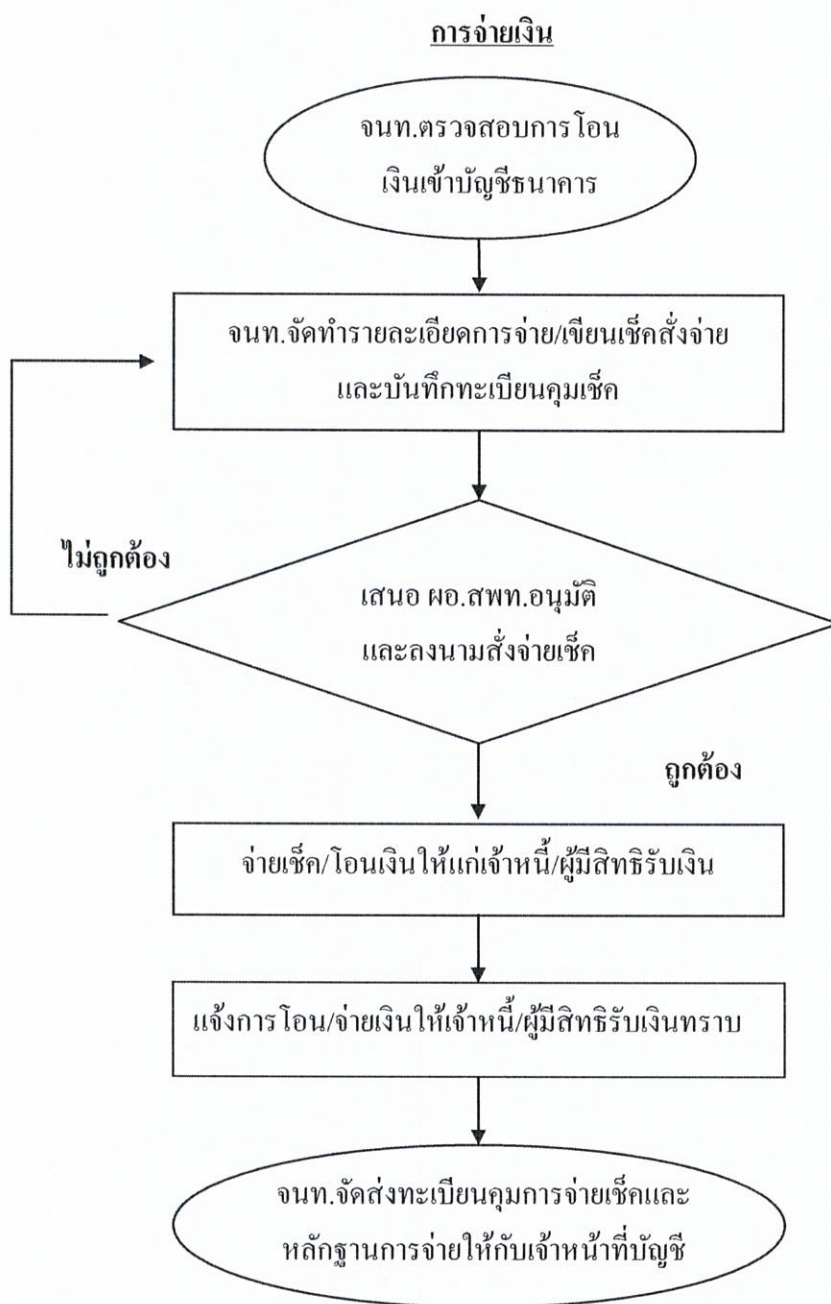 การจ่ายเงิน
จนท.ตรวจสอบการโอน
เงินเข้าบัญชีธนาคาร
จนท.จัดทำรายละเอียดการจ่าย/เขียนเช็คสั่งจ่าย
และบันทึกทะเบียนคุมเช็ค
ไม่ถูกต้อง
เสนอ ผอ.สพท.อนุมัติ
และลงนามสั่งจ่ายเช็ค
ถูกต้อง
จ่ายเช็ค/โอนเงินให้แก่เจ้าหนี้/ผู้มีสิทธิรับเงิน
แจ้งการโอน/จ่ายเงินให้เจ้าหนี้/ผู้มีสิทธิรับเงินทราบ
จนท.จัดส่งทะเบียนคุมการจ่ายเช็คและ
หลักฐานการจ่ายให้กับเจ้าหน้าที่บัญชี